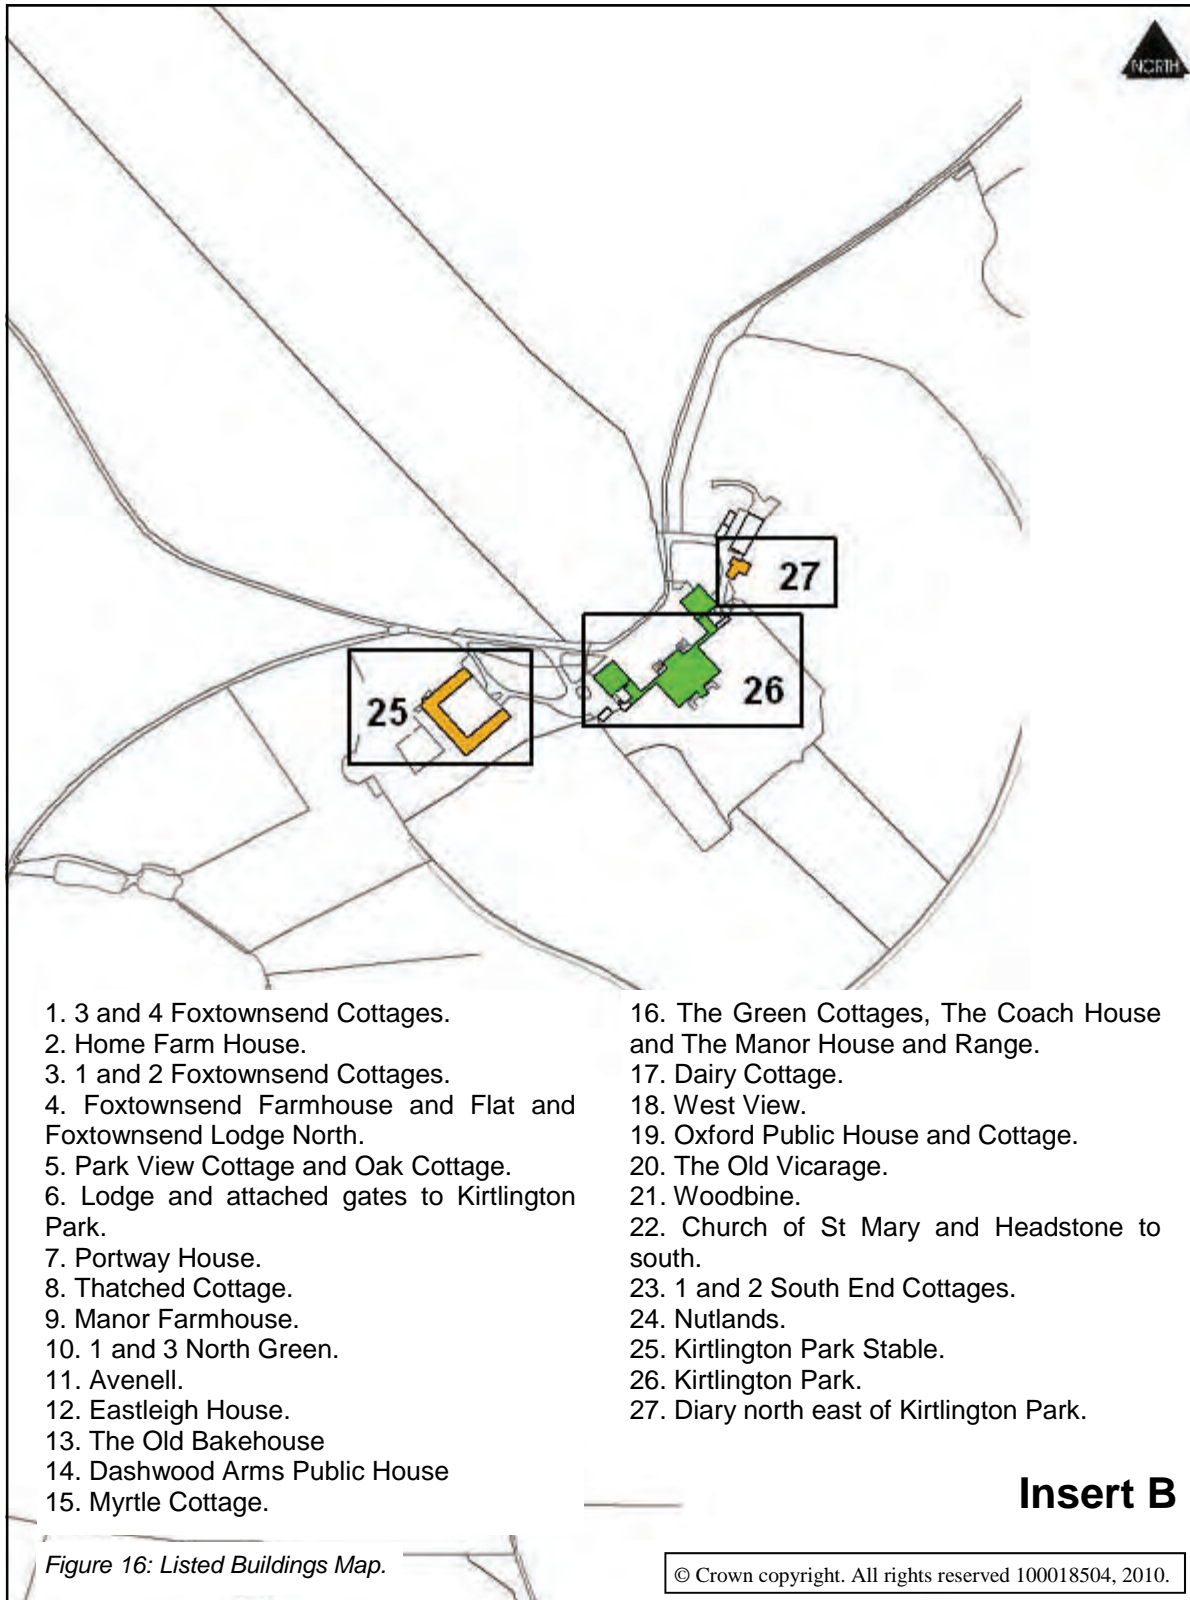 NORTH
27
25
26
1. 3 and 4 Foxtownsend Cottages.
2. Home Farm House.
3. 1 and 2 Foxtownsend Cottages.
4. Foxtownsend Farmhouse and Flat and
Foxtownsend Lodge North.
5. Park View Cottage and Oak Cottage.
6. Lodge and attached gates to Kirtlington
Park.
7. Portway House.
8. Thatched Cottage.
9. Manor Farmhouse.
10. 1 and 3 North Green.
11. Avenell.
12. Eastleigh House.
13. The Old Bakehouse
14. Dashwood Arms Public House
15. Myrtle Cottage.
16. The Green Cottages, The Coach House
and The Manor House and Range.
17. Dairy Cottage.
18. West View.
19. Oxford Public House and Cottage.
20. The Old Vicarage.
21. Woodbine.
22. Church of St Mary and Headstone to
south.
23. 1 and 2 South End Cottages.
24. Nutlands.
25. Kirtlington Park Stable.
26. Kirtlington Park.
27. Diary north east of Kirtlington Park.
Insert B
Figure 16: Listed Buildings Map.
© Crown copyright. All rights reserved 100018504, 2010.